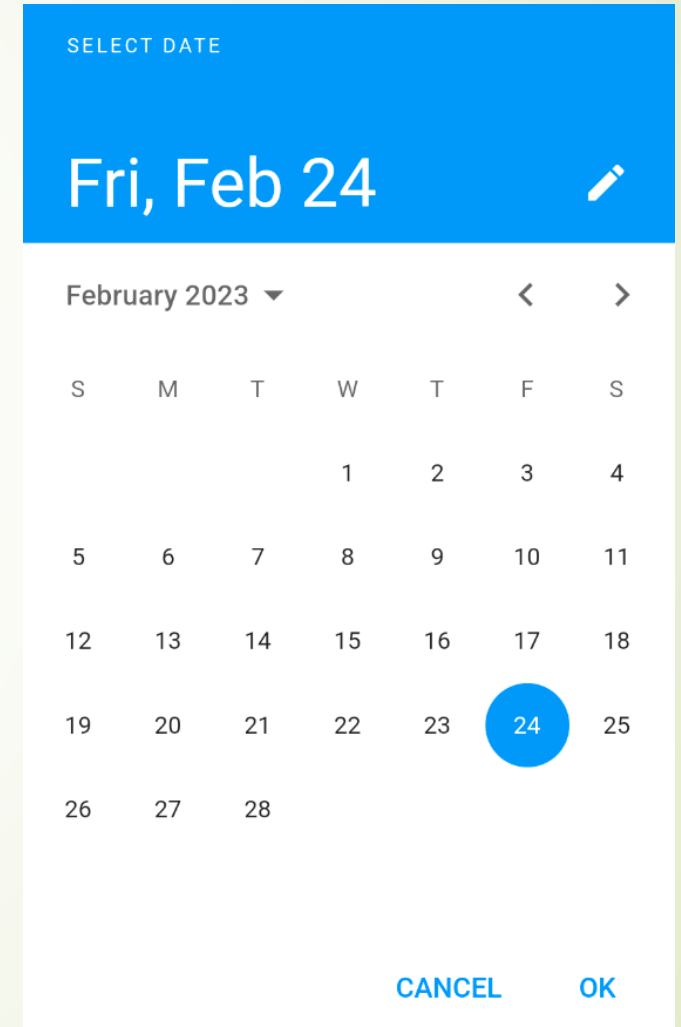 SELECT DATE
Fri, Feb 24
February 2023
S M T W T F S
1 2 3 4
5 6 7 8 9 10 11
12 13 14 15 16 17 18
19 20 21 22 23 24 25
26 27 28
CANCEL OK